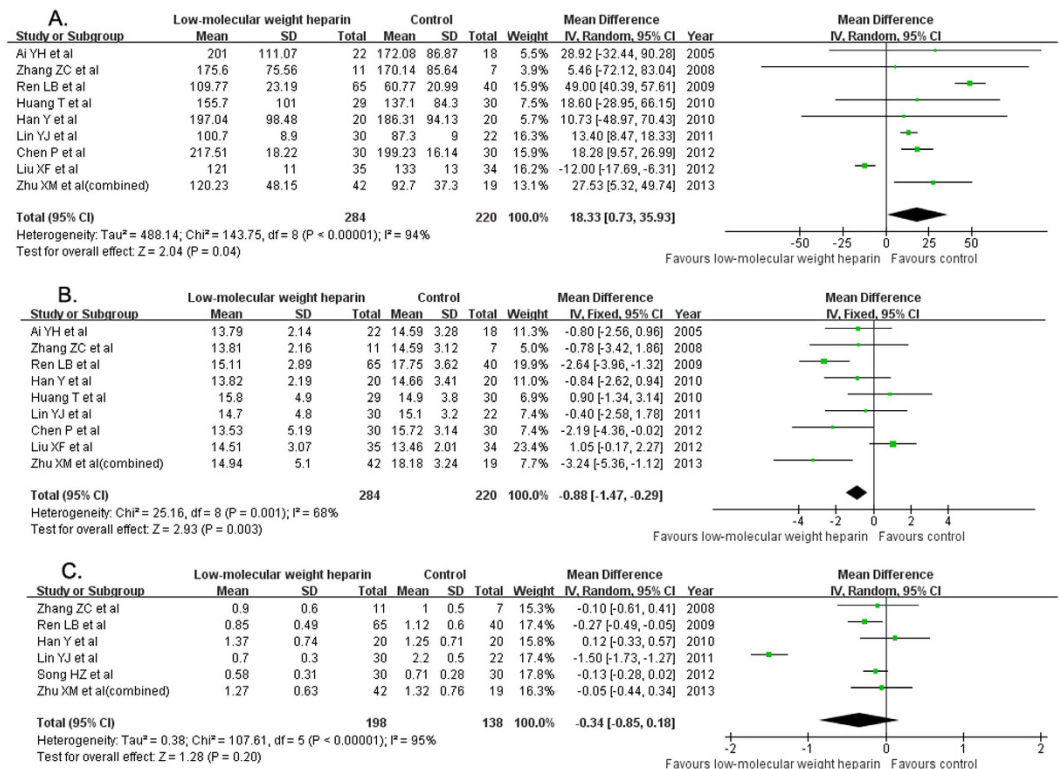 A.
Low-molecular weight heparin Control Mean Difference Mean Difference
Study or Subgroup Mean SD Total Mean SD Total Weight IV, Random, 95% CI Year IV, Random, 95% CI
Ai YH et al 201 111.07 22 172.08 86.87 18 5.5% 28.92 [-32.44, 90.28] 2005
Zhang ZC et al 175.6 75.56 11 170.14 85.64 7 3.9% 5.46 [-72.12, 83.04] 2008
Ren LB et al 109.77 23.19 65 60.77 20.99 40 15.9% 49.00 [40.39, 57.61] 2009
Huang T et al 155.7 101 29 137.1 84.3 30 7.5% 18.60 [-28.95, 66.15] 2010
Han Y et al 197.04 98.48 20 186.31 94.13 20 5.7% 10.73 [-48.97, 70.43] 2010
Lin YJ et al 100.7 8.9 30 87.3 9 22 16.3% 13.40 [8.47, 18.33] 2011
Chen P et al 217.51 18.22 30 199.23 16.14 30 15.9% 18.28 [9.57, 26.99] 2012
Liu XF et al 121 11 35 133 13 34 16.2% -12.00 [-17.69, -6.31] 2012
Zhu XM et al(combined) 120.23 48.15 42 92.7 37.3 19 13.1% 27.53 [5.32, 49.74] 2013
Total (95% CI) 284 220 100.0% 18.33 [0.73, 35.93]
Heterogeneity: Tau² = 488.14; Chi² = 143.75, df = 8 (P < 0.00001); I² = 94%
Test for overall effect: Z = 2.04 (P = 0.04)
-50 -25 0 25 50
Favours low-molecular weight heparin Favours control
B.
Low-molecular weight heparin Control Mean Difference Mean Difference
Study or Subgroup Mean SD Total Mean SD Total Weight IV, Fixed, 95% CI Year IV, Fixed, 95% CI
Ai YH et al 13.79 2.14 22 14.59 3.28 18 11.3% -0.80 [-2.56, 0.96] 2005
Zhang ZC et al 13.81 2.16 11 14.59 3.12 7 5.0% -0.78 [-3.42, 1.86] 2008
Ren LB et al 15.11 2.89 65 17.75 3.62 40 19.9% -2.64 [-3.96, -1.32] 2009
Han Y et al 13.82 2.19 20 14.66 3.41 20 11.0% -0.84 [-2.62, 0.94] 2010
Huang T et al 15.8 4.9 29 14.9 3.8 30 6.9% 0.90 [-1.34, 3.14] 2010
Lin YJ et al 14.7 4.8 30 15.1 3.2 22 7.4% -0.40 [-2.58, 1.78] 2011
Chen P et al 13.53 5.19 30 15.72 3.14 30 7.4% -2.19 [-4.36, -0.02] 2012
Liu XF et al 14.51 3.07 35 13.46 2.01 34 23.4% 1.05 [-0.17, 2.27] 2012
Zhu XM et al(combined) 14.94 5.1 42 18.18 3.24 19 7.7% -3.24 [-5.36, -1.12] 2013
Total (95% CI) 284 220 100.0% -0.88 [-1.47, -0.29]
Heterogeneity: Chi² = 25.16, df = 8 (P = 0.001); I² = 68%
Test for overall effect: Z = 2.93 (P = 0.003)
-4 -2 0 2 4
Favours low-molecular weight heparin Favours control
C.
Low-molecular weight heparin Control Mean Difference Mean Difference
Study or Subgroup Mean SD Total Mean SD Total Weight IV, Random, 95% CI Year IV, Random, 95% CI
Zhang ZC et al 0.9 0.6 11 1 0.5 7 15.3% -0.10 [-0.61, 0.41] 2008
Ren LB et al 0.85 0.49 65 1.12 0.6 40 17.4% -0.27 [-0.49, -0.05] 2009
Han Y et al 1.37 0.74 20 1.25 0.71 20 15.8% 0.12 [-0.33, 0.57] 2010
Lin YJ et al 0.7 0.3 30 2.2 0.5 22 17.4% -1.50 [-1.73, -1.27] 2011
Song HZ et al 0.58 0.31 30 0.71 0.28 30 17.8% -0.13 [-0.28, 0.02] 2012
Zhu XM et al(combined) 1.27 0.63 42 1.32 0.76 19 16.3% -0.05 [-0.44, 0.34] 2013
Total (95% CI) 198 138 100.0% -0.34 [-0.85, 0.18]
Heterogeneity: Tau² = 0.38; Chi² = 107.61, df = 5 (P < 0.00001); I² = 95%
Test for overall effect: Z = 1.28 (P = 0.20)
-2 -1 0 1 2
Favours low-molecular weight heparin Favours control